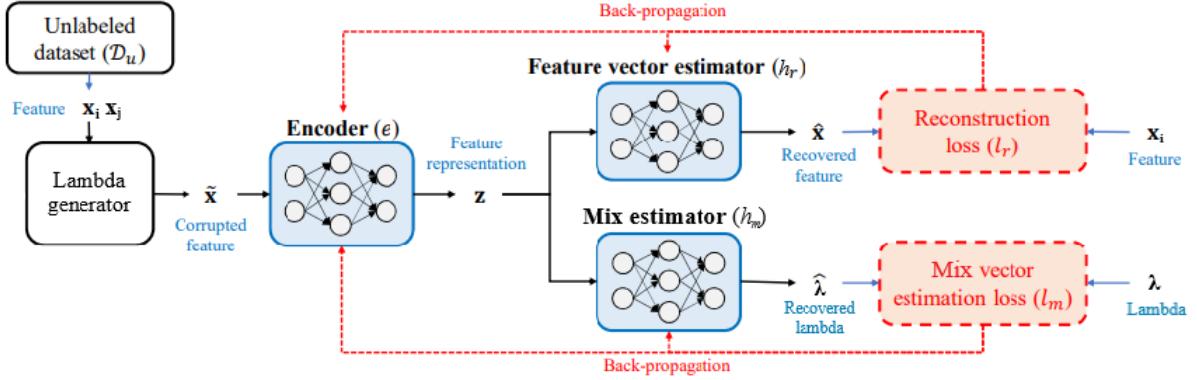 Unlabeled
dataset (𝒟ᵤ)
Feature xᵢ xⱼ
Lambda
generator
x̃
Corrupted
feature
Encoder (e)
Feature
representation
z
Back-propagation
Feature vector estimator (hᵣ)
x̂
Recovered
feature
Reconstruction
loss (lᵣ)
xᵢ
Feature
Mix estimator (hₘ)
λ̂
Recovered
lambda
Mix vector
estimation loss (lₘ)
λ
Lambda
Back-propagation